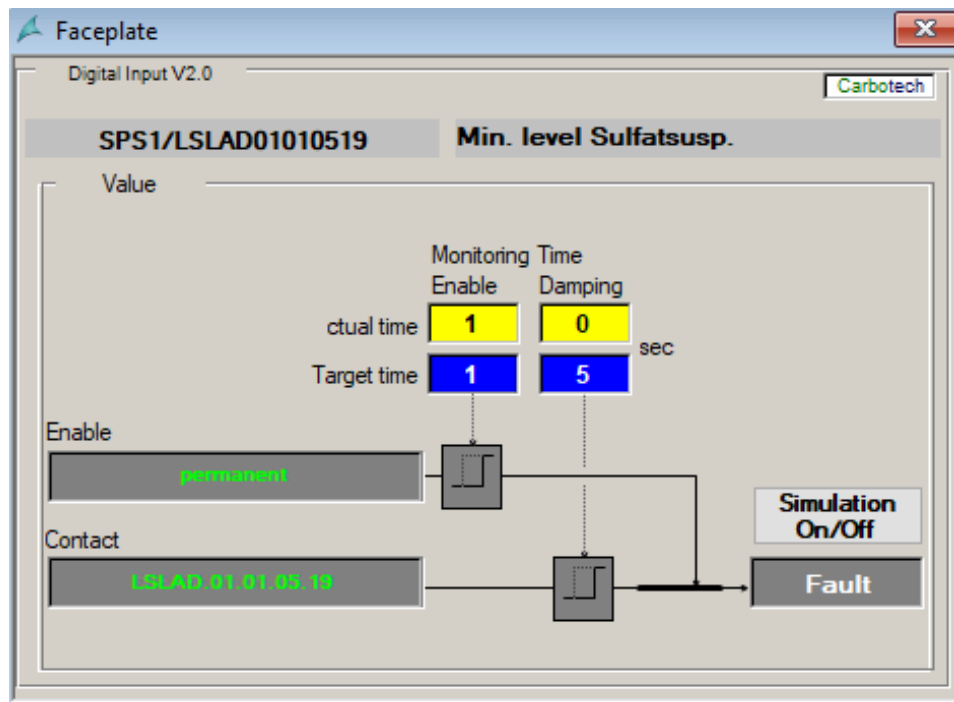 Faceplate
Digital Input V2.0
Carbotech
SPS1/LSLAD01010519
Min. level Sulfatsusp.
Value
Monitoring Time
Enable Damping
ctual time 1 0
sec
Target time 1 5
Enable
permanent
Simulation
On/Off
Contact
LSLAD.01.01.05.19
Fault